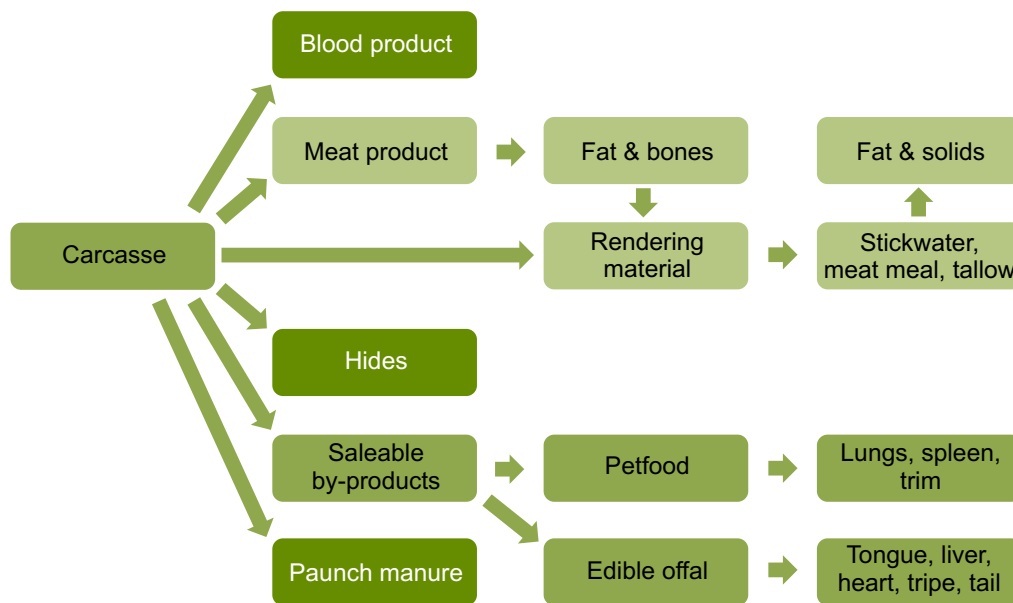 Blood product
Meat product
Fat & bones
Fat & solids
Carcasse
Rendering
material
Stickwater,
meat meal, tallow
Hides
Saleable
by-products
Petfood
Lungs, spleen,
trim
Paunch manure
Edible offal
Tongue, liver,
heart, tripe, tail